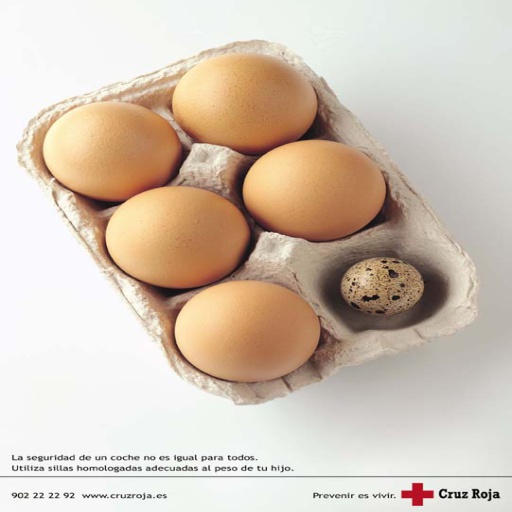 La seguridad de un coche no es igual para todos.
Utiliza sillas homologadas adecuadas al peso de tu hijo.
902 22 22 92 www.cruzroja.es Prevenir es vivir. Cruz Roja